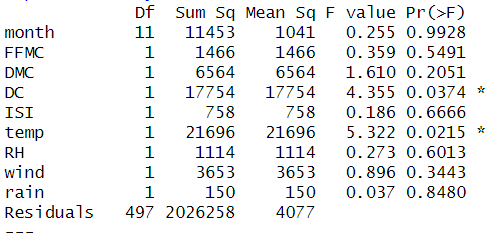 Df Sum Sq Mean Sq F value Pr(>F)
month 11 11453 1041 0.255 0.9928
FFMC 1 1466 1466 0.359 0.5491
DMC 1 6564 6564 1.610 0.2051
DC 1 17754 17754 4.355 0.0374 *
ISI 1 758 758 0.186 0.6666
temp 1 21696 21696 5.322 0.0215 *
RH 1 1114 1114 0.273 0.6013
wind 1 3653 3653 0.896 0.3443
rain 1 150 150 0.037 0.8480
Residuals 497 2026258 4077
---